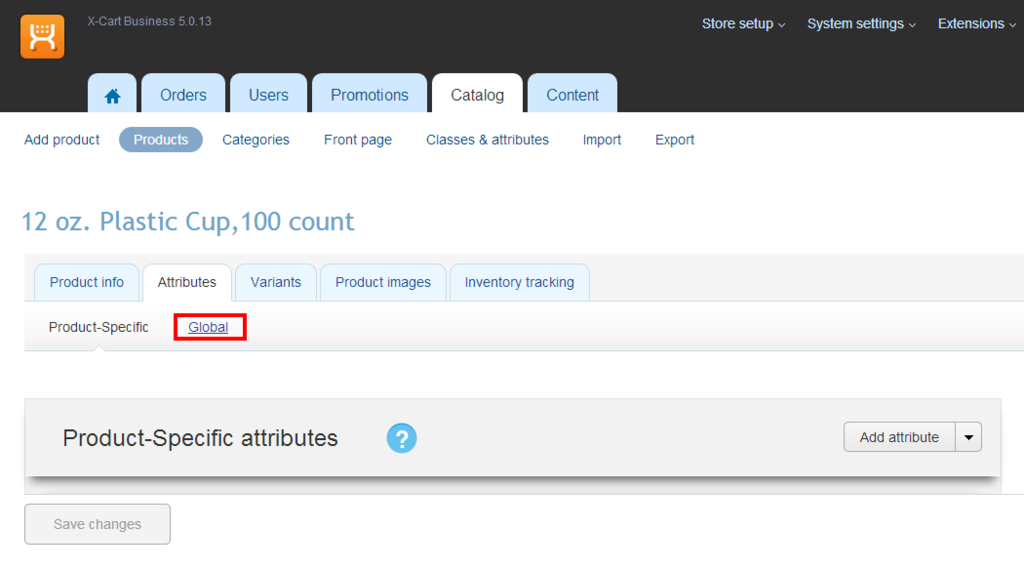 X-Cart Business 5.0.13
Store setup System settings Extensions
Orders Users Promotions Catalog Content
Add product Products Categories Front page Classes & attributes Import Export
12 oz. Plastic Cup,100 count
Product info Attributes Variants Product images Inventory tracking
Product-Specific Global
Product-Specific attributes ? Add attribute
Save changes